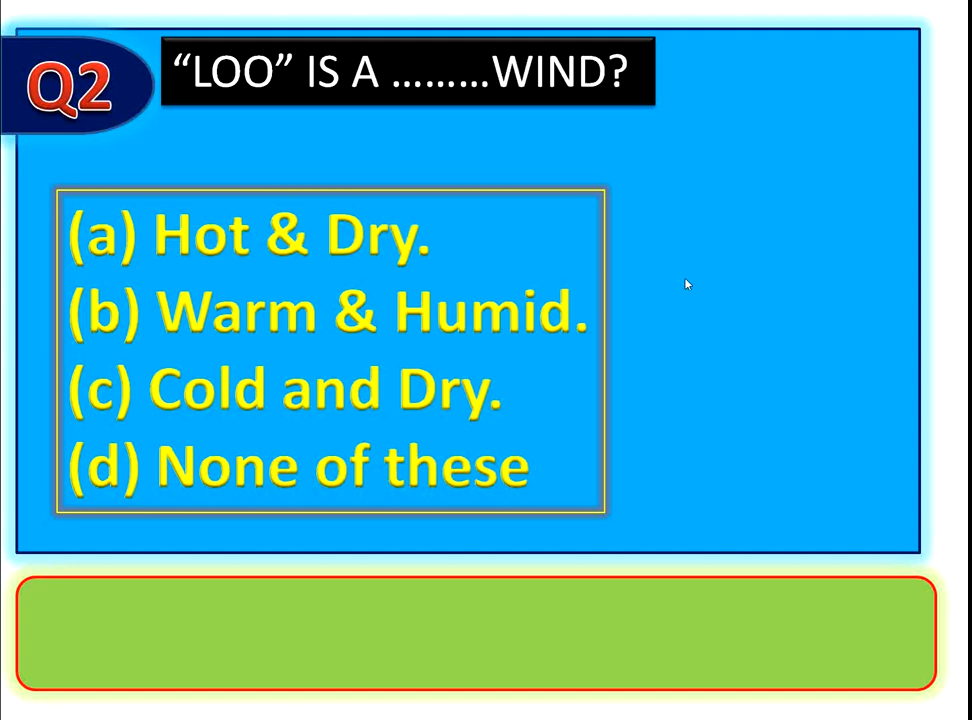 Q2
“LOO” IS A ………WIND?
(a) Hot & Dry.
(b) Warm & Humid.
(c) Cold and Dry.
(d) None of these